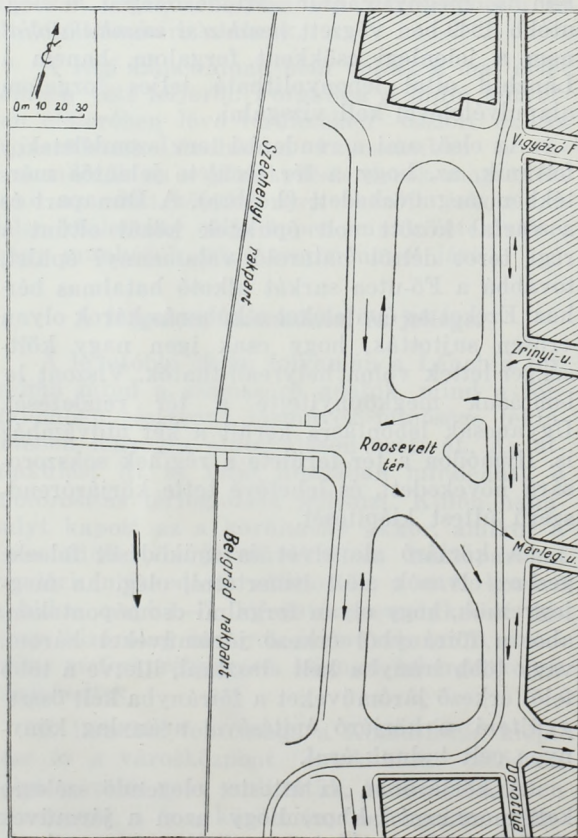 0m 10 20 30
Vigyázó F
Széchenyi rakpart
Zrinyi-u.
Roosevelt
tér
Mérleg-u.
Belgrád rakpart
Dorottya